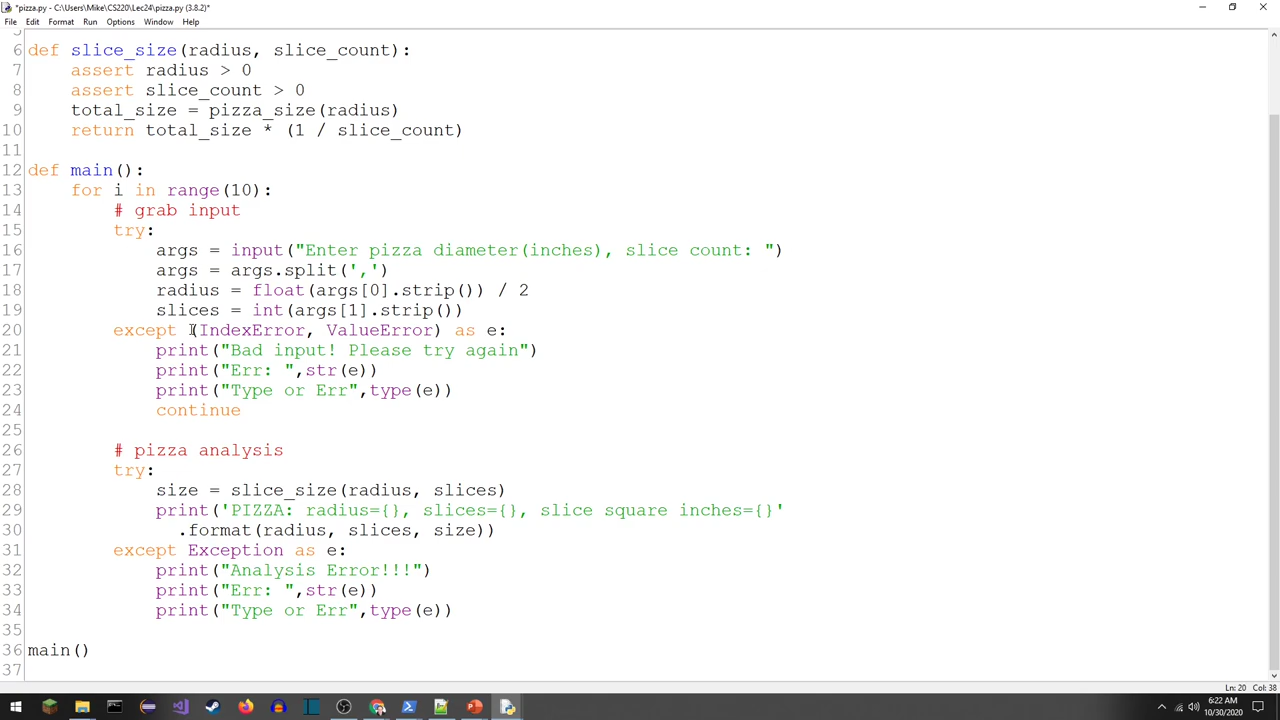 *pizza.py - C:\Users\Mike\CS220\Lec24\pizza.py (3.8.2)*
File Edit Format Run Options Window Help
5
6 def slice_size(radius, slice_count):
7     assert radius > 0
8     assert slice_count > 0
9     total_size = pizza_size(radius)
10     return total_size * (1 / slice_count)
11
12 def main():
13     for i in range(10):
14         # grab input
15         try:
16             args = input("Enter pizza diameter(inches), slice count: ")
17             args = args.split(',')
18             radius = float(args[0].strip()) / 2
19             slices = int(args[1].strip())
20         except (IndexError, ValueError) as e:
21             print("Bad input! Please try again")
22             print("Err: ",str(e))
23             print("Type or Err",type(e))
24             continue
25
26         # pizza analysis
27         try:
28             size = slice_size(radius, slices)
29             print('PIZZA: radius={}, slices={}, slice square inches={}'
30               .format(radius, slices, size))
31         except Exception as e:
32             print("Analysis Error!!!")
33             print("Err: ",str(e))
34             print("Type or Err",type(e))
35
36 main()
37
Ln: 20 Col: 38
6:22 AM
10/30/2020